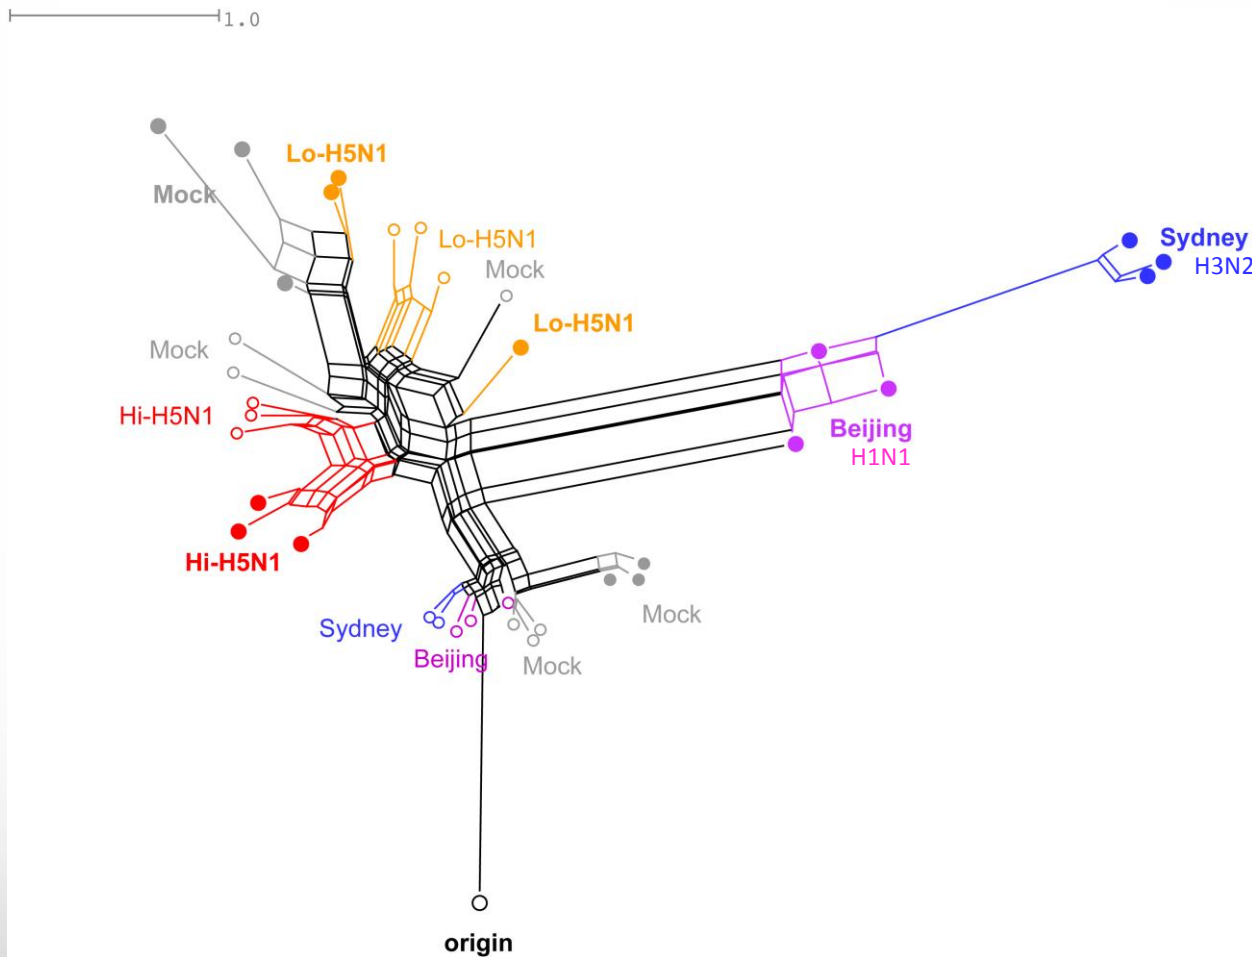 1.0
Lo-H5N1
Mock
Lo-H5N1
Mock
Sydney
H3N2
Lo-H5N1
Mock
Hi-H5N1
Beijing
H1N1
Hi-H5N1
Mock
Sydney
Beijing
Mock
origin